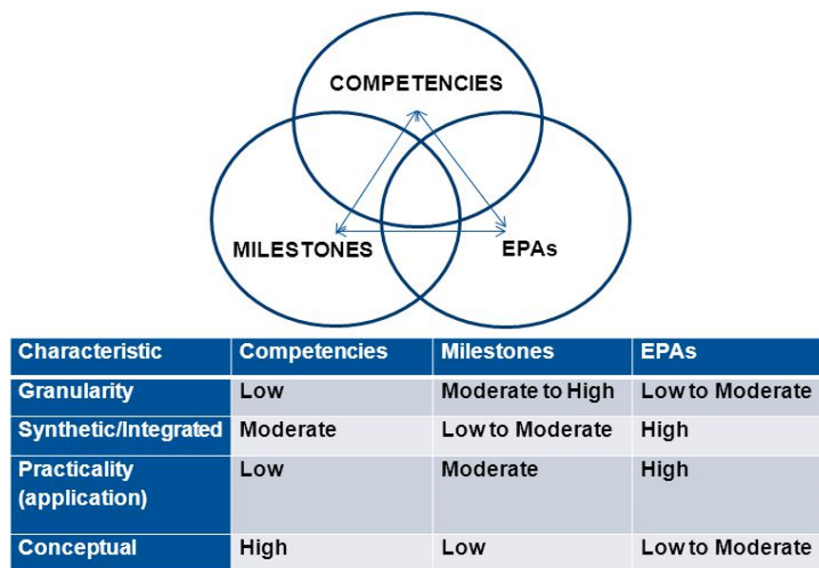 COMPETENCIES
MILESTONES EPAs
Characteristic Competencies Milestones EPAs
Granularity Low Moderate to High Low to Moderate
Synthetic/Integrated Moderate Low to Moderate High
Practicality Low Moderate High
(application)
Conceptual High Low Low to Moderate